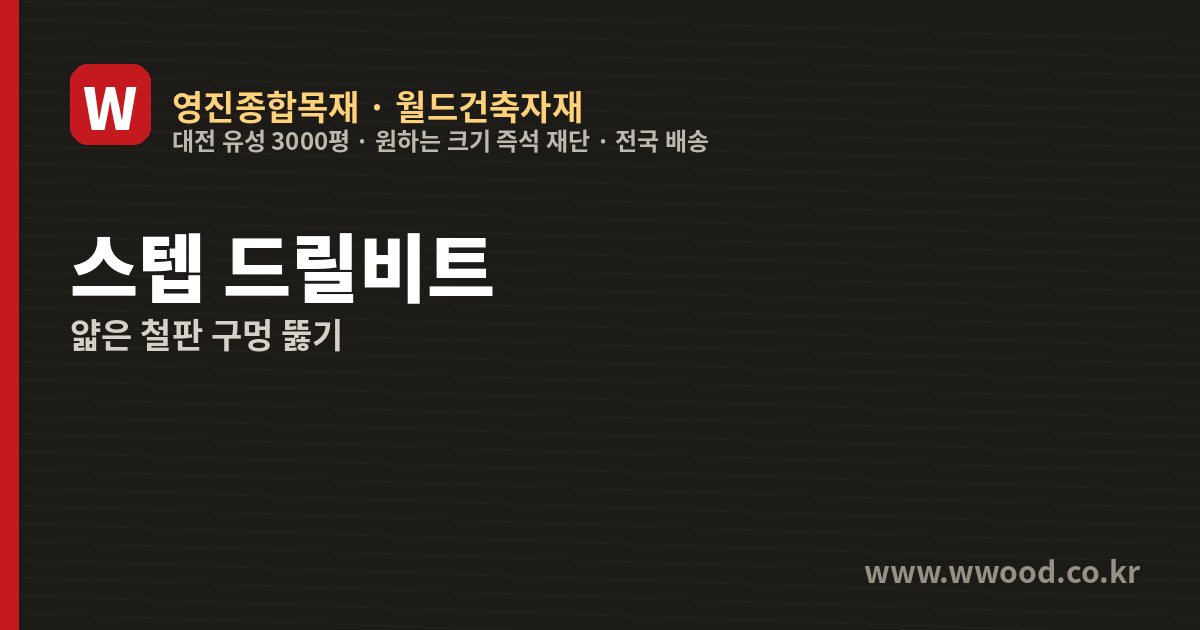 W
영진종합목재 · 월드건축자재
대전 유성 3000평 · 원하는 크기 즉석 재단 · 전국 배송
스텝 드릴비트
얇은 철판 구멍 뚫기
www.wwood.co.kr